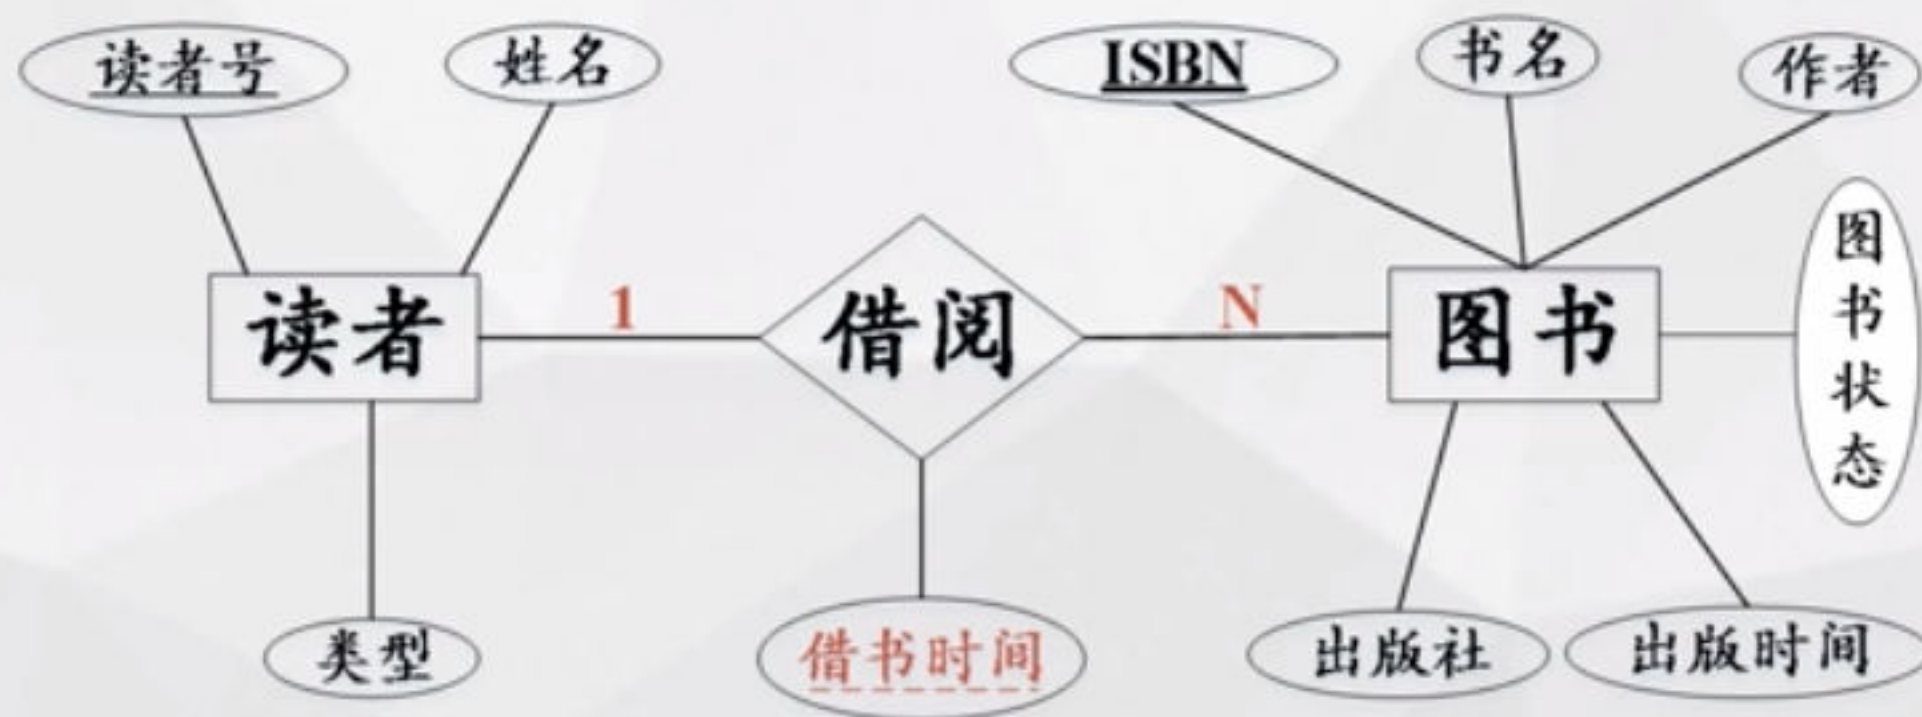 读者号
姓名
ISBN
书名
作者
读者
1
借阅
N
图书
图书状态
类型
借书时间
出版社
出版时间